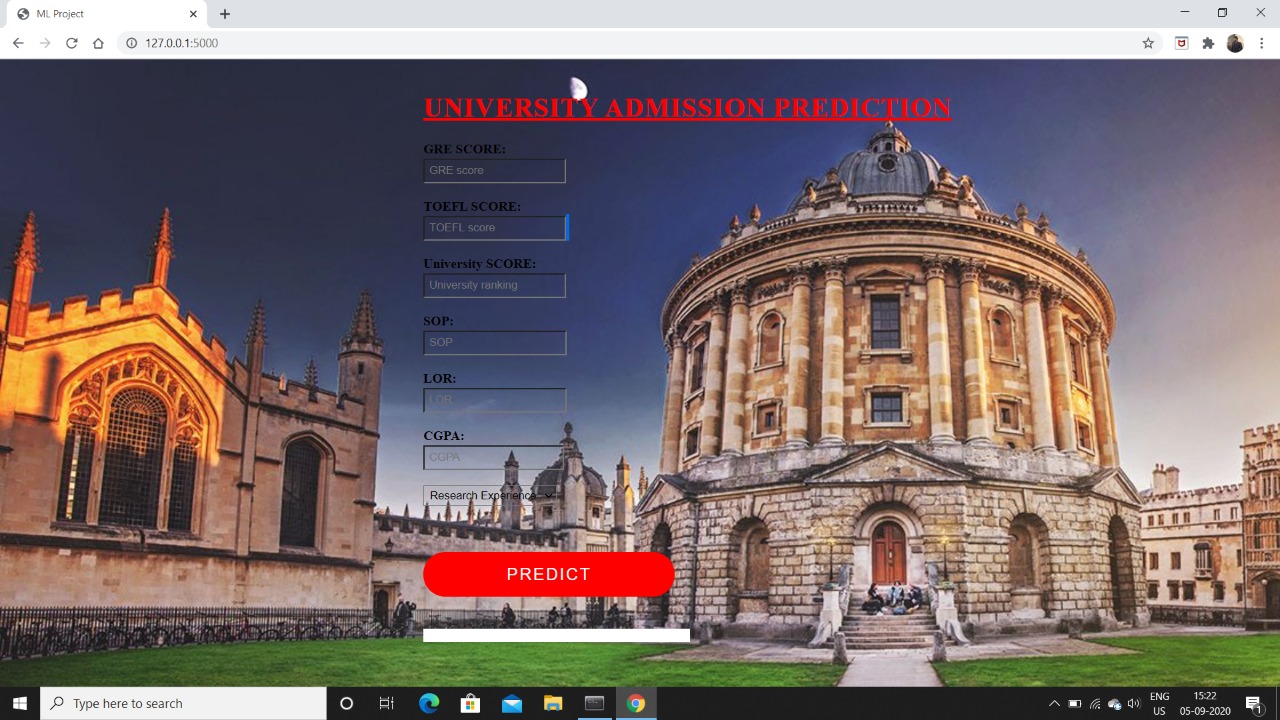 ML Project
127.0.0.1:5000
UNIVERSITY ADMISSION PREDICTION
GRE SCORE:
GRE score
TOEFL SCORE:
TOEFL score
University SCORE:
University ranking
SOP:
SOP
LOR:
LOR
CGPA:
CGPA
Research Experience
PREDICT
Type here to search
ENG
US
15:22
05-09-2020
1